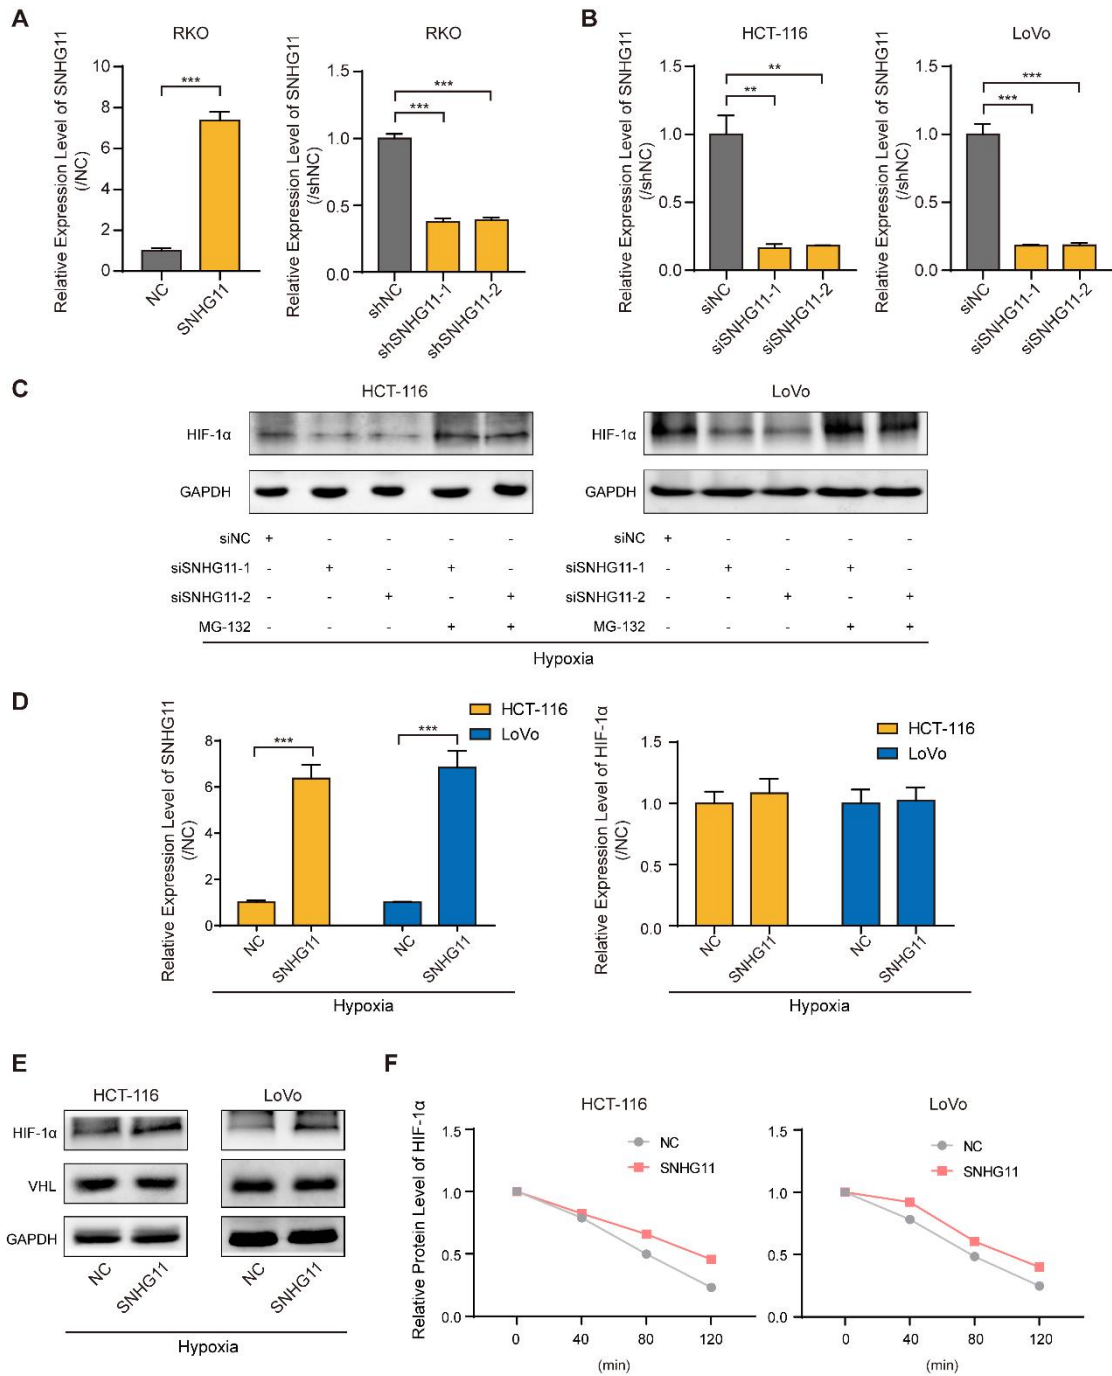 A
B
RKO
RKO
HCT-116
LoVo
Relative Expression Level of SNHG11
(/NC)
10
8
6
4
2
0
***
NC
SNHG11
Relative Expression Level of SNHG11
(/shNC)
1.5
1.0
0.5
0.0
***
***
shNC
shSNHG11-1
shSNHG11-2
Relative Expression Level of SNHG11
(/shNC)
1.5
1.0
0.5
0.0
**
**
siNC
siSNHG11-1
siSNHG11-2
Relative Expression Level of SNHG11
(/shNC)
1.5
1.0
0.5
0.0
***
***
siNC
siSNHG11-1
siSNHG11-2
C
HCT-116
LoVo
HIF-1α
HIF-1α
GAPDH
GAPDH
siNC + - - - - siNC + - - - -
siSNHG11-1 - + - + - siSNHG11-1 - + - + -
siSNHG11-2 - - + - + siSNHG11-2 - - + - +
MG-132 - - - + + MG-132 - - - + +
Hypoxia
D
Relative Expression Level of SNHG11
(/NC)
8
6
4
2
0
HCT-116
LoVo
***
***
NC
SNHG11
NC
SNHG11
Hypoxia
Relative Expression Level of HIF-1α
(/NC)
1.5
1.0
0.5
0.0
HCT-116
LoVo
NC
SNHG11
NC
SNHG11
Hypoxia
E
HCT-116
LoVo
HIF-1α
VHL
GAPDH
NC
SNHG11
NC
SNHG11
Hypoxia
F
HCT-116
LoVo
Relative Protein Level of HIF-1α
1.5
1.0
0.5
0.0
NC
SNHG11
0 40 80 120
(min)
1.5
1.0
0.5
0.0
NC
SNHG11
0 40 80 120
(min)